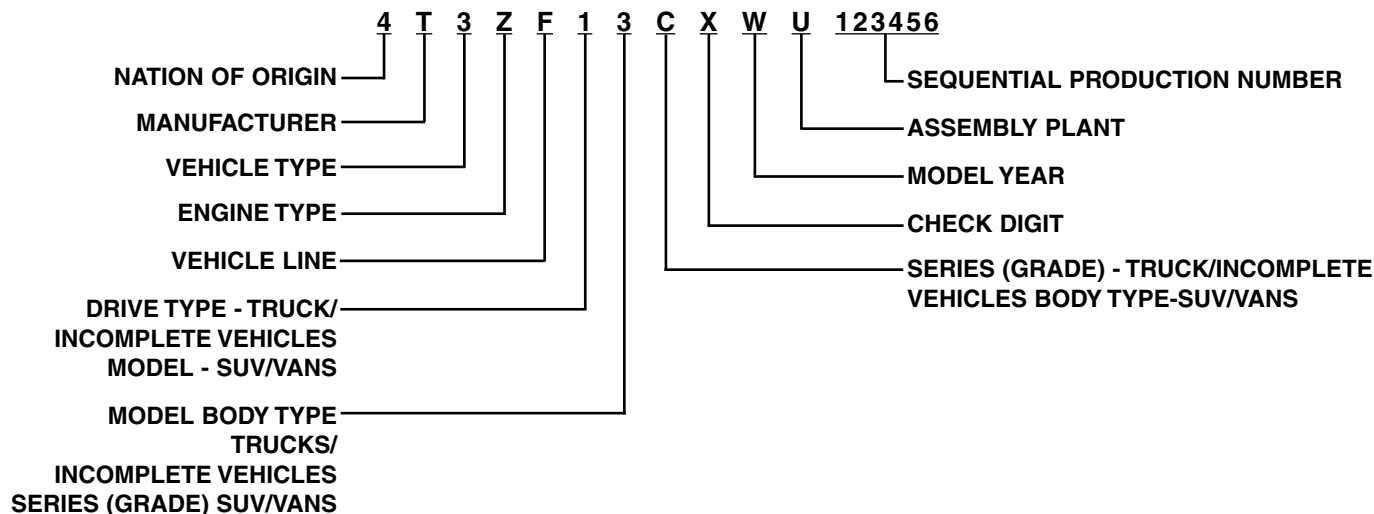 4 T 3 Z F 1 3 C X W U 123456
NATION OF ORIGIN
MANUFACTURER
VEHICLE TYPE
ENGINE TYPE
VEHICLE LINE
DRIVE TYPE - TRUCK/
INCOMPLETE VEHICLES
MODEL - SUV/VANS
MODEL BODY TYPE
TRUCKS/
INCOMPLETE VEHICLES
SERIES (GRADE) SUV/VANS
SEQUENTIAL PRODUCTION NUMBER
ASSEMBLY PLANT
MODEL YEAR
CHECK DIGIT
SERIES (GRADE) - TRUCK/INCOMPLETE
VEHICLES BODY TYPE-SUV/VANS